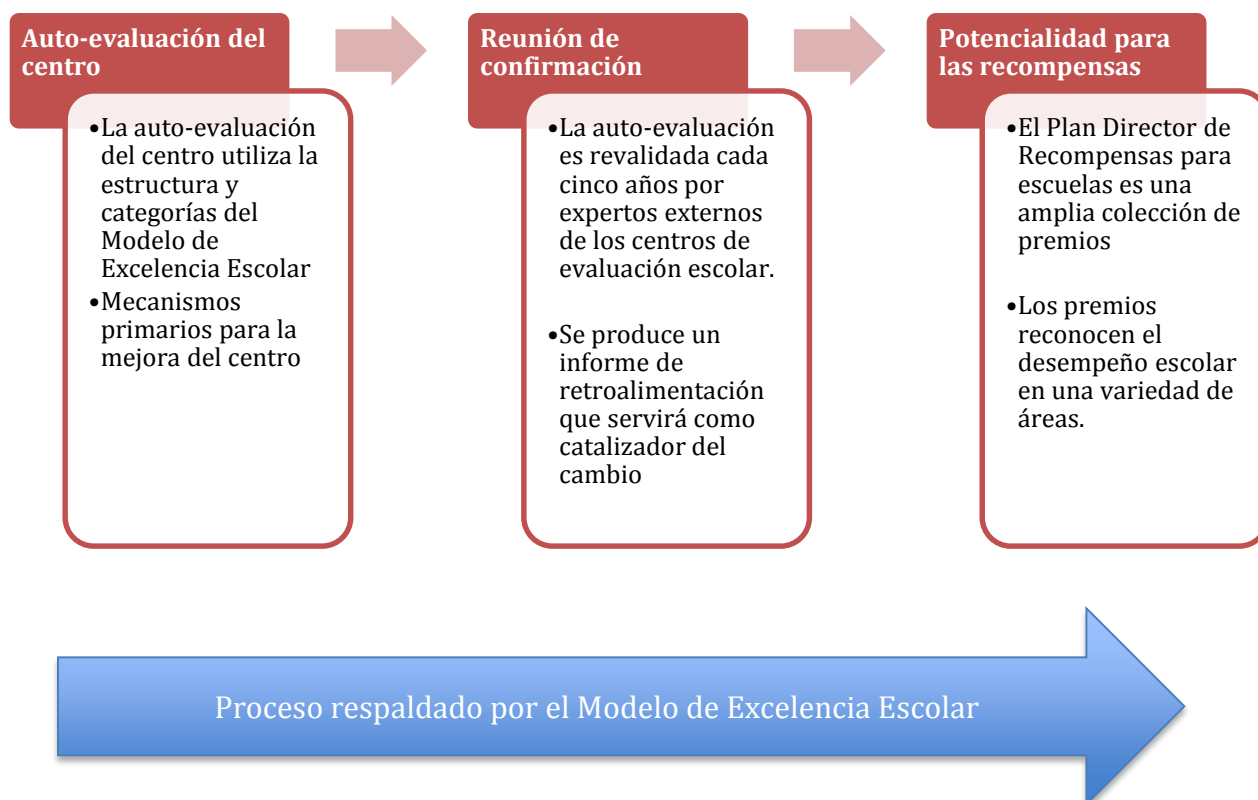 Auto-evaluación del
centro
•La auto-evaluación
del centro utiliza la
estructura y
categorías del
Modelo de
Excelencia Escolar
•Mecanismos
primarios para la
mejora del centro
Reunión de
confirmación
•La auto-evaluación
es revalidada cada
cinco años por
expertos externos
de los centros de
evaluación escolar.
•Se produce un
informe de
retroalimentación
que servirá como
catalizador del
cambio
Potencialidad para
las recompensas
•El Plan Director de
Recompensas para
escuelas es una
amplia colección de
premios
•Los premios
reconocen el
desempeño escolar
en una variedad de
áreas.
Proceso respaldado por el Modelo de Excelencia Escolar